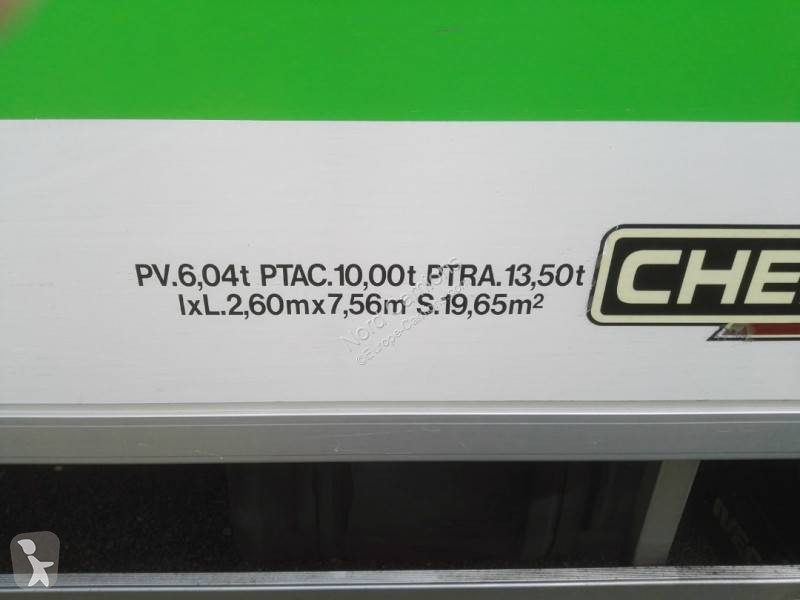 PV.6,04t PTAC.10,00t PTRA.13,50t
lxL.2,60mx7,56m S.19,65m²
CHE